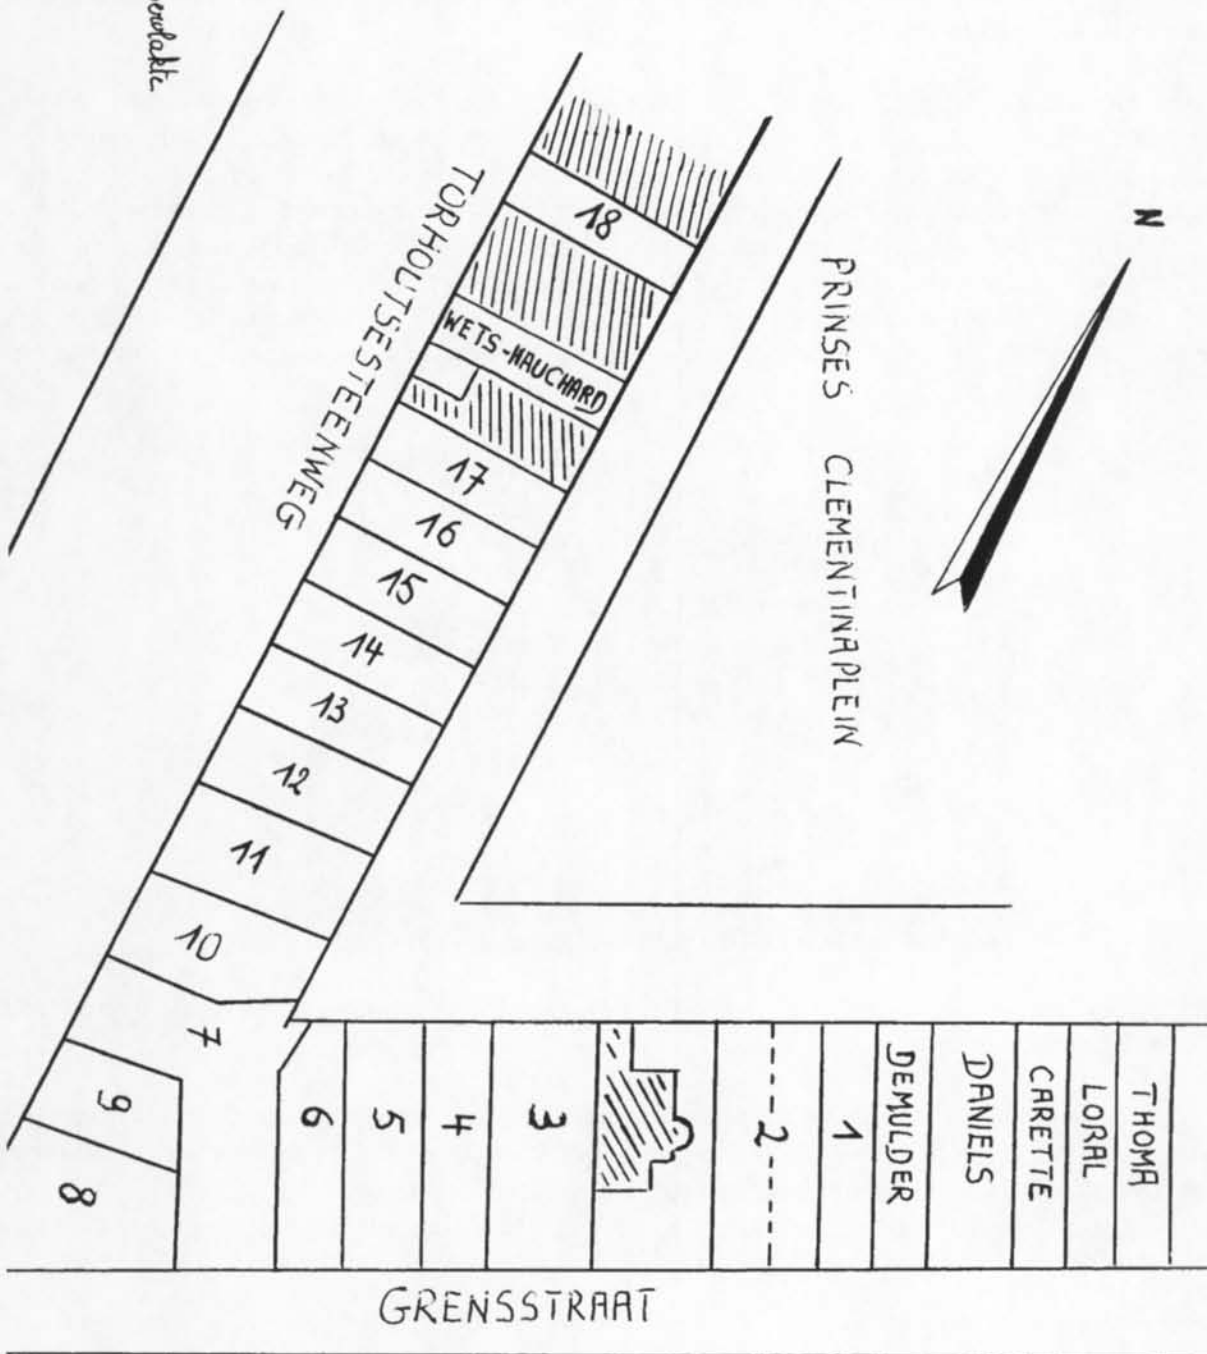 N
PRINSES CLEMENTINAPLEIN
TORHOUTSESTEENWEG
18
WETS-MAUCHARD
17
16
15
14
13
12
11
10
7
9
8
6
5
4
3
2
1
DEMULDER
DANIELS
CARETTE
LORAL
THOMA
GRENSSTRAAT